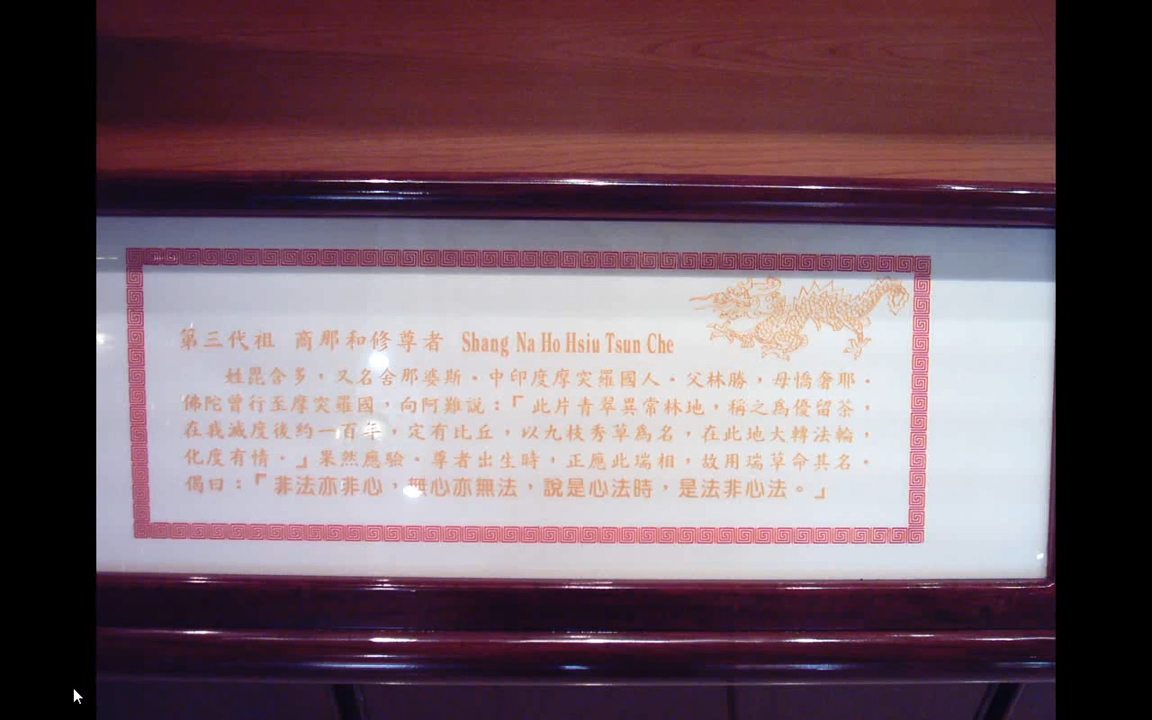 第三代祖 商那和修尊者 Shang Na Ho Hsiu Tsun Che
姓毘舍多，又名舍那婆斯。中印度摩突羅國人。父林勝，母憍奢耶。
佛陀曾行至摩突羅國，向阿難說：「此片青翠異常林地，稱之為優留荼，
在我滅度後約一百年，定有比丘，以九枝秀草為名，在此地大轉法輪，
化度有情。」果然應驗。尊者出生時，正應此瑞相，故用瑞草命其名。
偈曰：「非法亦非心，無心亦無法，說是心法時，是法非心法。」